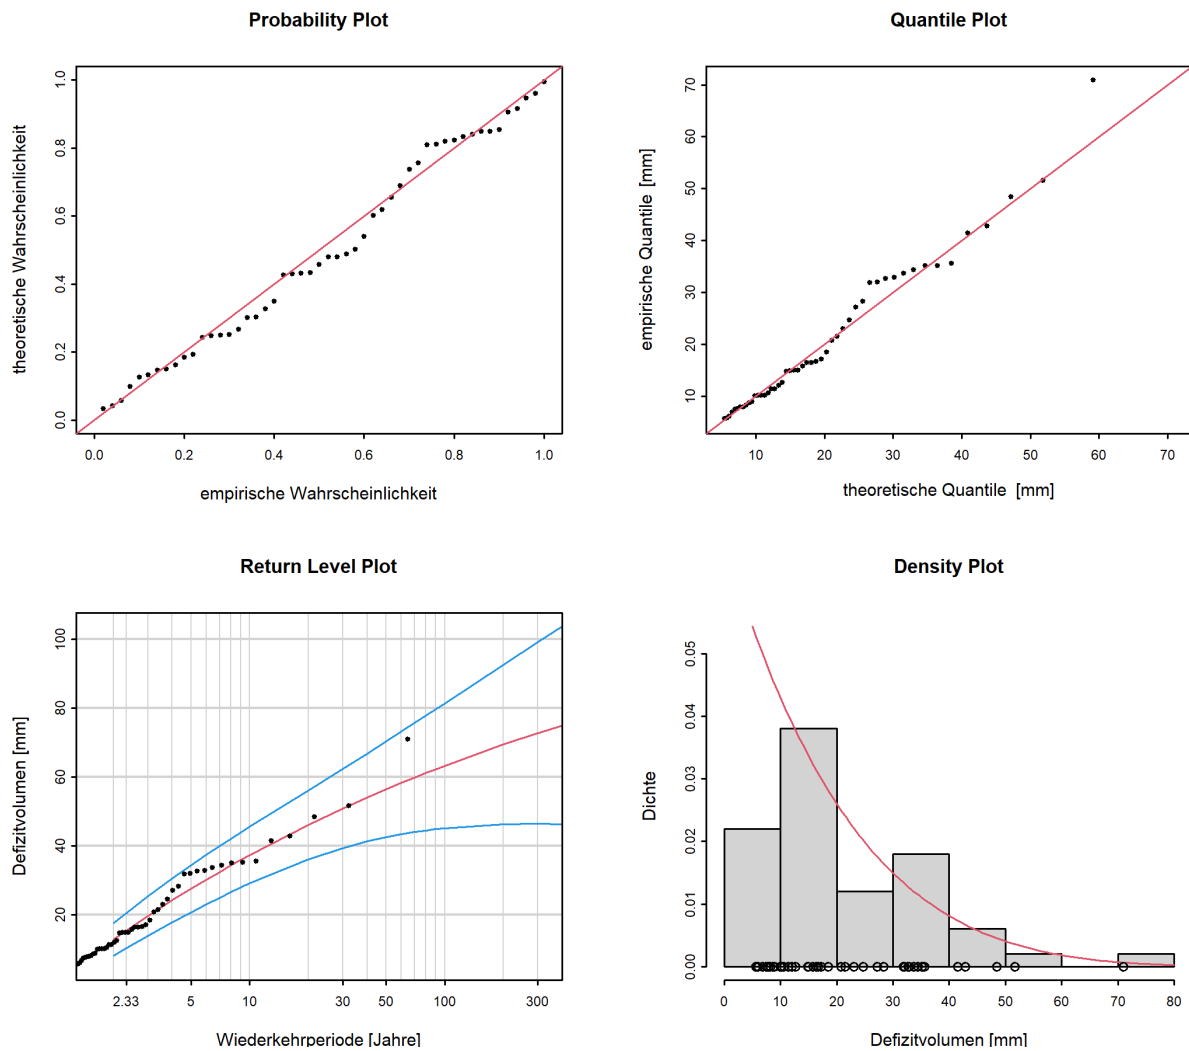 Probability Plot
theoretische Wahrscheinlichkeit
1.0
0.8
0.6
0.4
0.2
0.0
0.0 0.2 0.4 0.6 0.8 1.0
empirische Wahrscheinlichkeit
Quantile Plot
empirische Quantile [mm]
70
60
50
40
30
20
10
10 20 30 40 50 60 70
theoretische Quantile [mm]
Return Level Plot
Defizitvolumen [mm]
100
80
60
40
20
2.33 5 10 30 50 100 300
Wiederkehrperiode [Jahre]
Density Plot
Dichte
0.05
0.04
0.03
0.02
0.01
0.00
0 10 20 30 40 50 60 70 80
Defizitvolumen [mm]